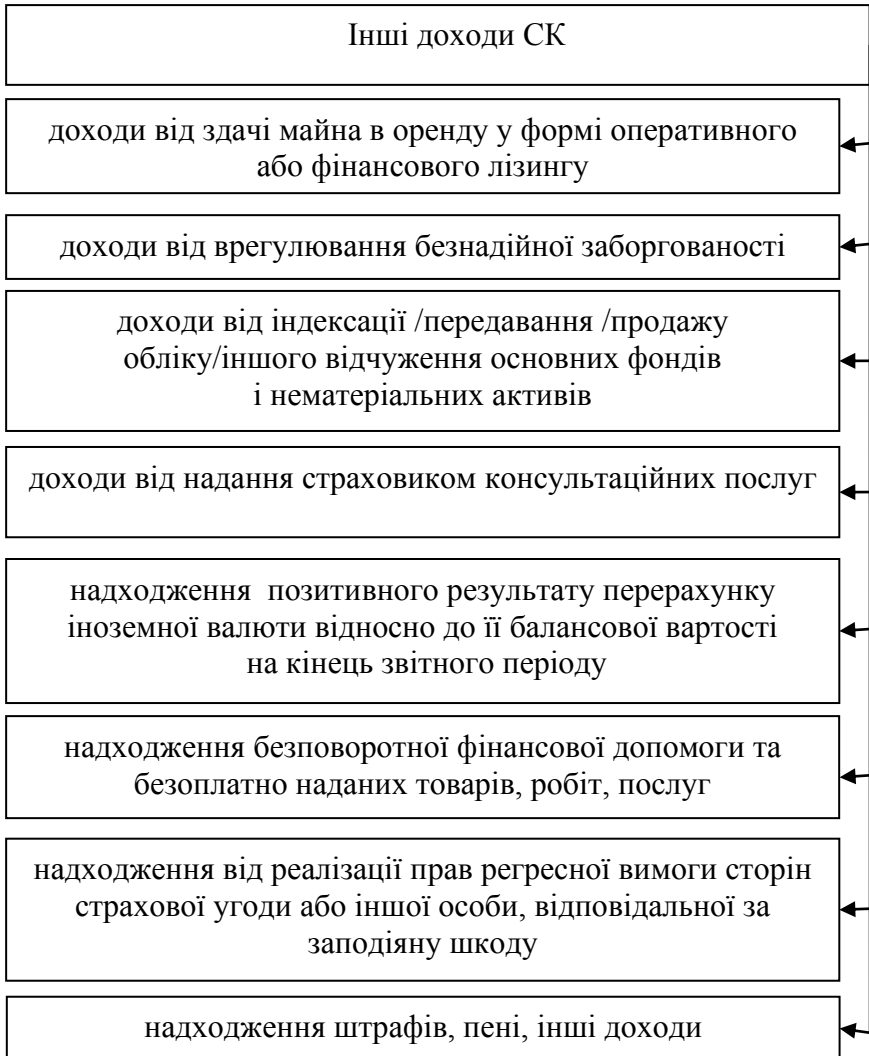 Інші доходи СК
доходи від здачі майна в оренду у формі оперативного
або фінансового лізингу
доходи від врегулювання безнадійної заборгованості
доходи від індексації /передавання /продажу
обліку/іншого відчуження основних фондів
і нематеріальних активів
доходи від надання страховиком консультаційних послуг
надходження позитивного результату перерахунку
іноземної валюти відносно до її балансової вартості
на кінець звітного періоду
надходження безповоротної фінансової допомоги та
безоплатно наданих товарів, робіт, послуг
надходження від реалізації прав регресної вимоги сторін
страхової угоди або іншої особи, відповідальної за
заподіяну шкоду
надходження штрафів, пені, інші доходи